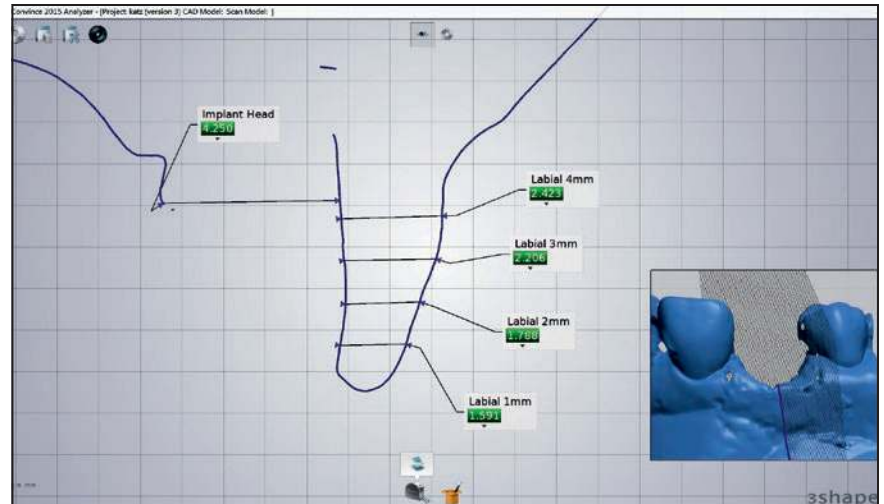 Convince 2015 Analyzer - [Project katz (version 3) CAD Model: Scan Model: ]
Implant Head
4.250
Labial 4mm
2.423
Labial 3mm
2.206
Labial 2mm
1.788
Labial 1mm
1.591
3shape